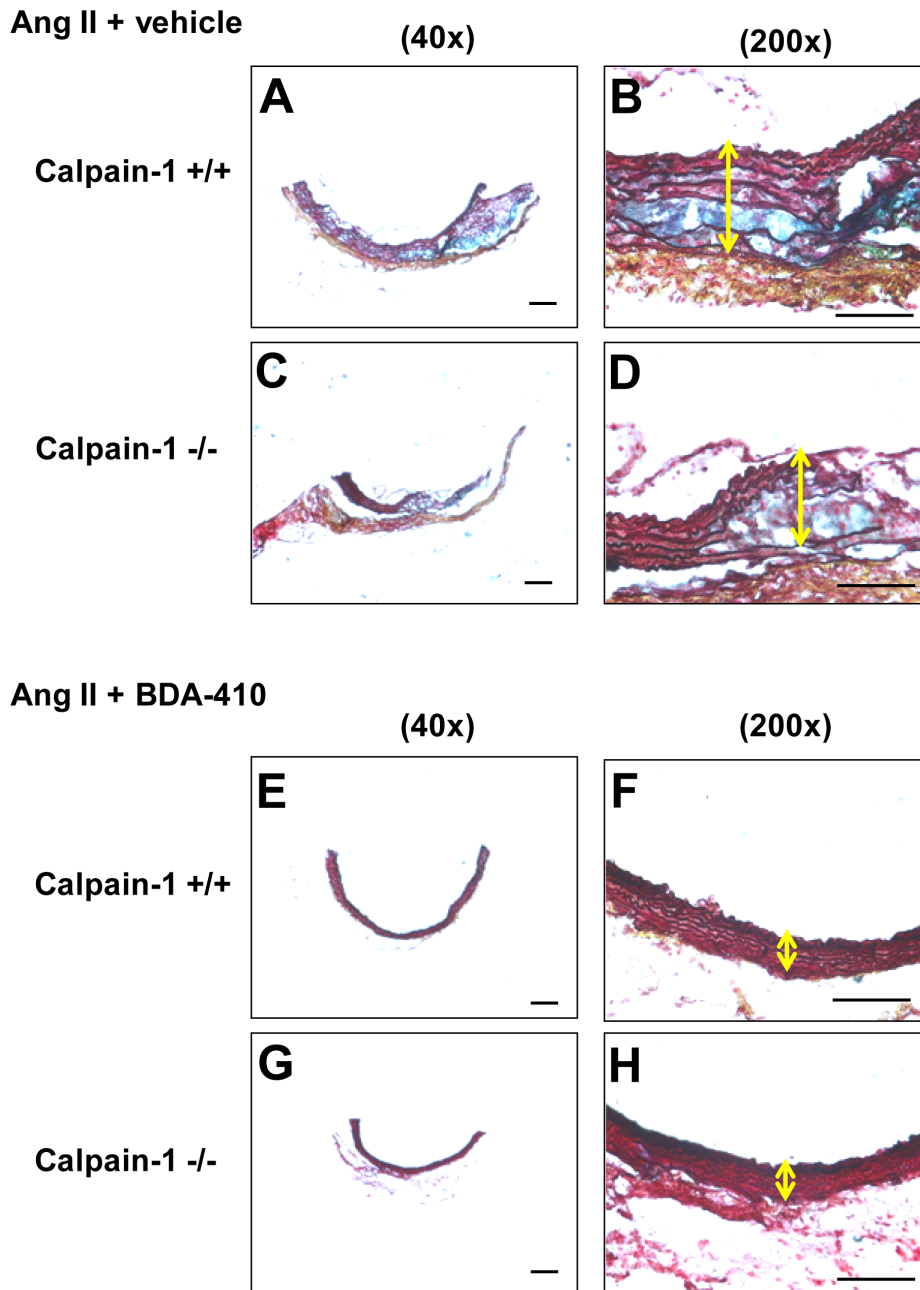 Ang II + vehicle
(40x)
(200x)
A
B
Calpain-1 +/+
C
D
Calpain-1 -/-
Ang II + BDA-410
(40x)
(200x)
E
F
Calpain-1 +/+
G
H
Calpain-1 -/-